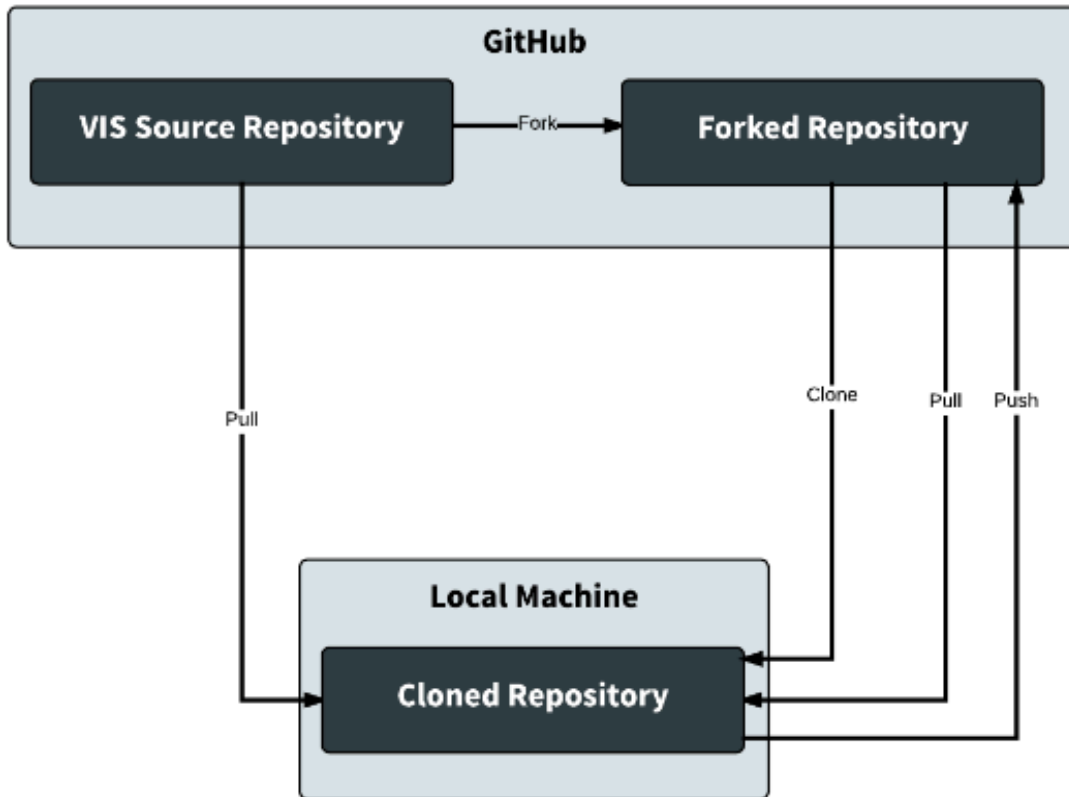 GitHub
VIS Source Repository
Fork
Forked Repository
Clone
Pull
Push
Pull
Local Machine
Cloned Repository